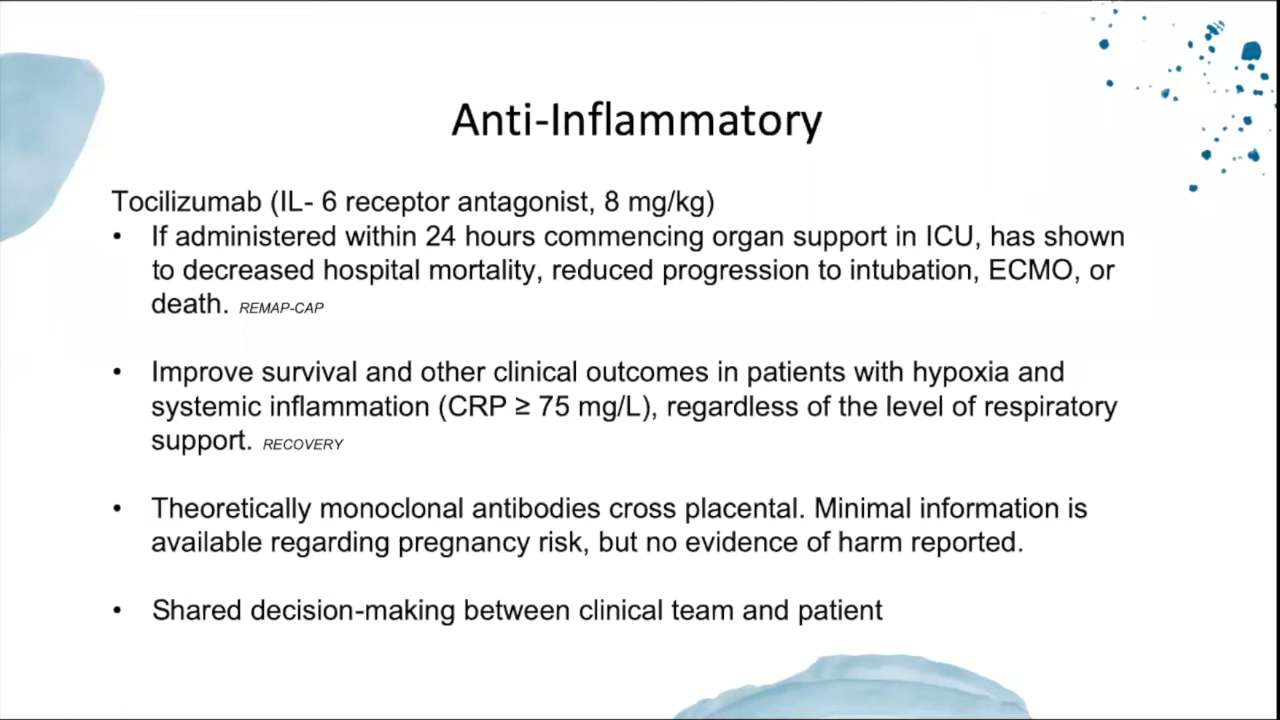 Anti-Inflammatory
Tocilizumab (IL- 6 receptor antagonist, 8 mg/kg)
• If administered within 24 hours commencing organ support in ICU, has shown
to decreased hospital mortality, reduced progression to intubation, ECMO, or
death. REMAP-CAP
• Improve survival and other clinical outcomes in patients with hypoxia and
systemic inflammation (CRP ≥ 75 mg/L), regardless of the level of respiratory
support. RECOVERY
• Theoretically monoclonal antibodies cross placental. Minimal information is
available regarding pregnancy risk, but no evidence of harm reported.
• Shared decision-making between clinical team and patient